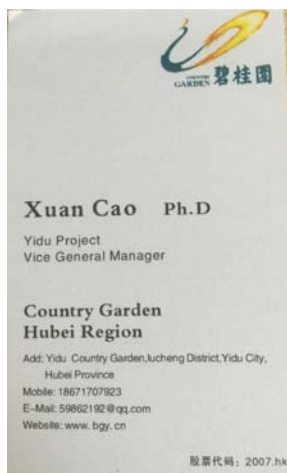 COUNTRY
GARDEN 碧桂園
Xuan Cao Ph.D
Yidu Project
Vice General Manager
Country Garden
Hubei Region
Add: Yidu Country Garden,lucheng District,Yidu City,
Hubei Province
Mobile: 18671707923
E-Mail: 59862192@qq.com
Website: www. bgy. cn
股票代码：2007.hk